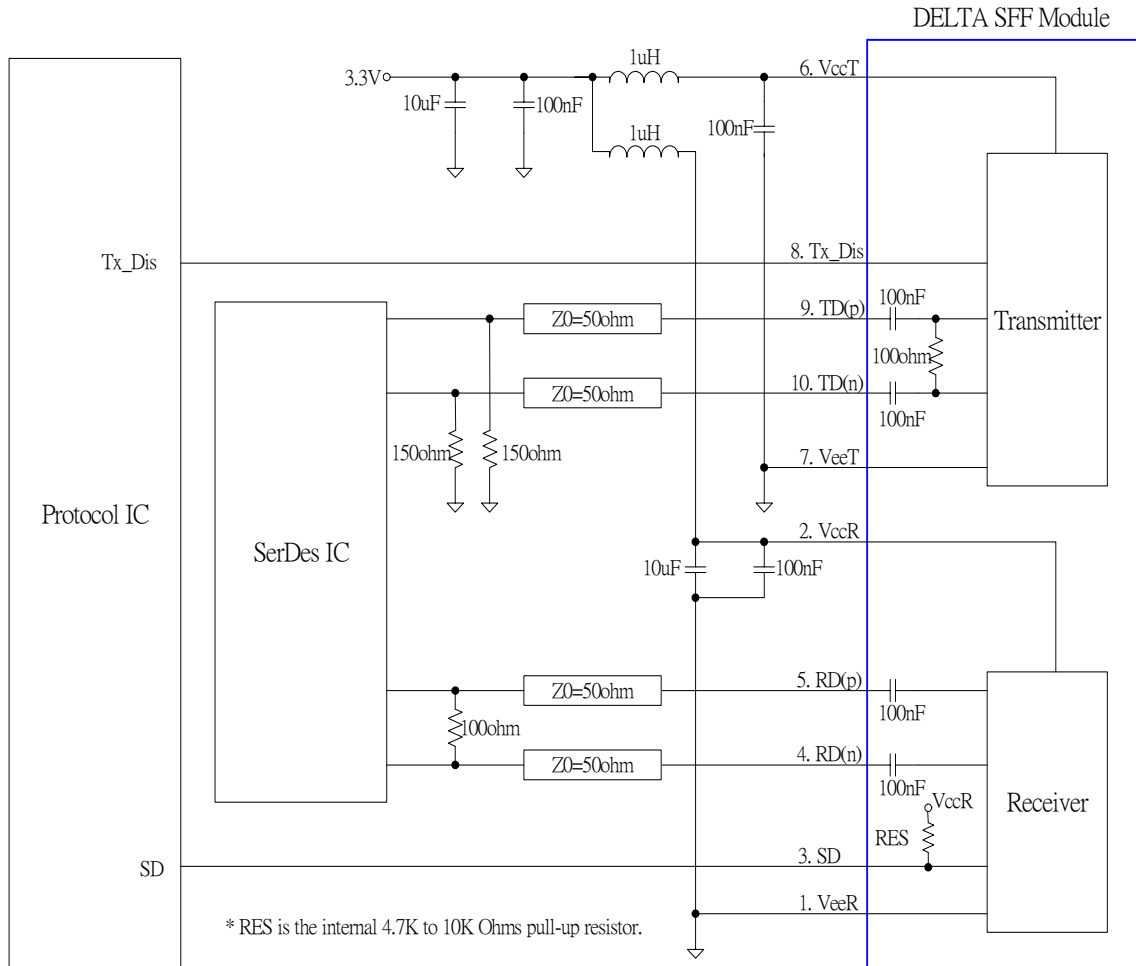 DELTA SFF Module
1uH
6. VccT
3.3V
10uF
100nF
100nF
1uH
Tx_Dis
8. Tx_Dis
100nF
Z0=50ohm
9. TD(p)
Transmitter
100ohm
Z0=50ohm
10. TD(n)
100nF
150ohm
150ohm
7. VeeT
Protocol IC
SerDes IC
2. VccR
10uF
100nF
Z0=50ohm
5. RD(p)
100nF
100ohm
Z0=50ohm
4. RD(n)
100nF
VccR
Receiver
RES
SD
3. SD
1. VeeR
* RES is the internal 4.7K to 10K Ohms pull-up resistor.